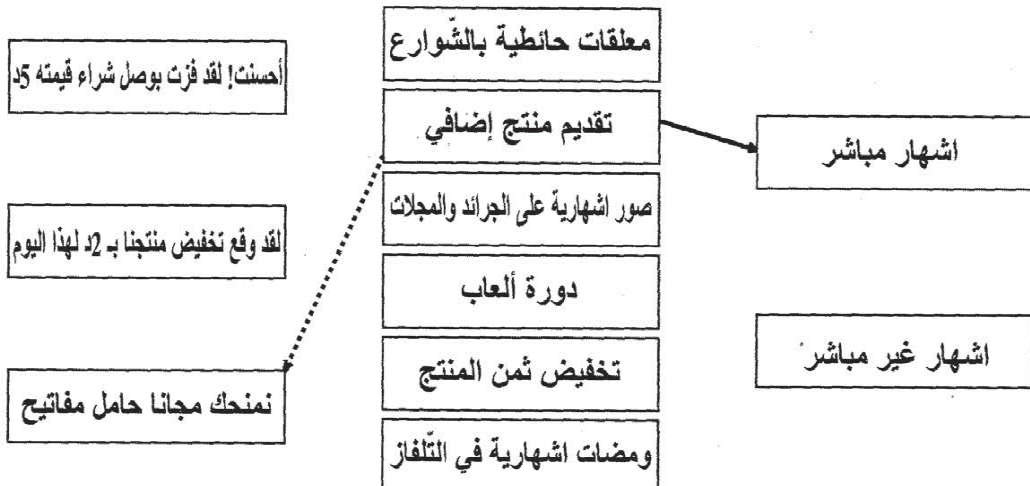 معلقات حائطية بالشّوارع
تقديم منتج إضافي
صور اشهارية على الجرائد والمجلات
دورة ألعاب
تخفيض ثمن المنتج
ومضات اشهارية في التّلفاز
اشهار مباشر
اشهار غير مباشر
أحسنت! لقد فزت بوصل شراء قيمته 5د
لقد وقع تخفيض منتجنا بـ 2د لهذا اليوم
نمنحك مجانا حامل مفاتيح